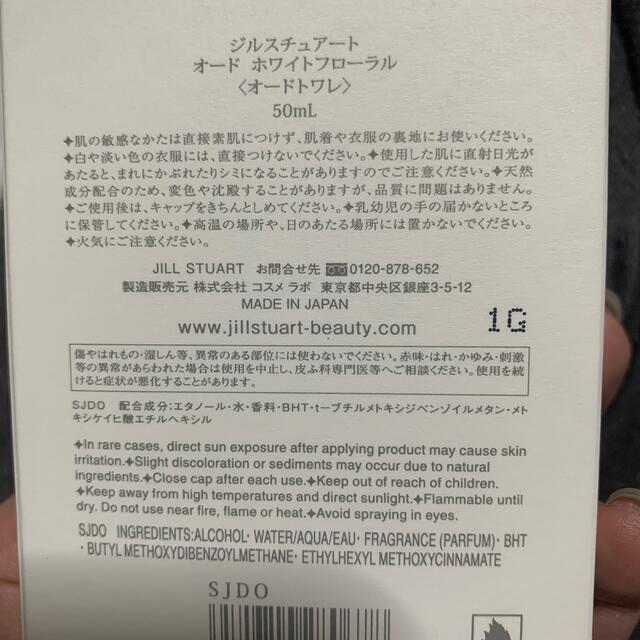 ジルスチュアート
オード ホワイトフローラル
〈オードトワレ〉
50mL
✦肌の敏感なかたは直接素肌につけず、肌着や衣服の裏地にお使いください。
✦白や淡い色の衣服には、直接つけないでください。✦使用した肌に直射日光が
あたると、まれにかぶれたりシミになることがありますのでご注意ください。✦天然
成分配合のため、変色や沈殿することがありますが、品質に問題はありません。
✦ご使用後は、キャップをきちんとしめてください。✦乳幼児の手の届かないところ
に保管してください。✦高温の場所や、日のあたる場所には置かないでください。
✦火気にご注意ください。
JILL STUART お問合せ先 0120-878-652
製造販売元 株式会社 コスメ ラボ 東京都中央区銀座3-5-12
MADE IN JAPAN
www.jillstuart-beauty.com
1G
傷やはれもの・湿しん等、異常のある部位には使わないでください。赤味・はれ・かゆみ・刺激
等の異常があらわれた場合は使用を中止し、皮ふ科専門医等へご相談ください。使用を続
けると症状が悪化することがあります。
SJDO 配合成分;エタノール・水・香料・BHT・t-ブチルメトキシジベンゾイルメタン・メト
キシケイヒ酸エチルヘキシル
✦In rare cases, direct sun exposure after applying product may cause skin
irritation.✦Slight discoloration or sediments may occur due to natural
ingredients.✦Close cap after each use.✦Keep out of reach of children.
✦Keep away from high temperatures and direct sunlight.✦Flammable until
dry. Do not use near fire, flame or heat.✦Avoid spraying in eyes.
SJDO INGREDIENTS:ALCOHOL・WATER/AQUA/EAU・FRAGRANCE (PARFUM)・BHT・
・BUTYL METHOXYDIBENZOYLMETHANE・ETHYLHEXYL METHOXYCINNAMATE
SJDO